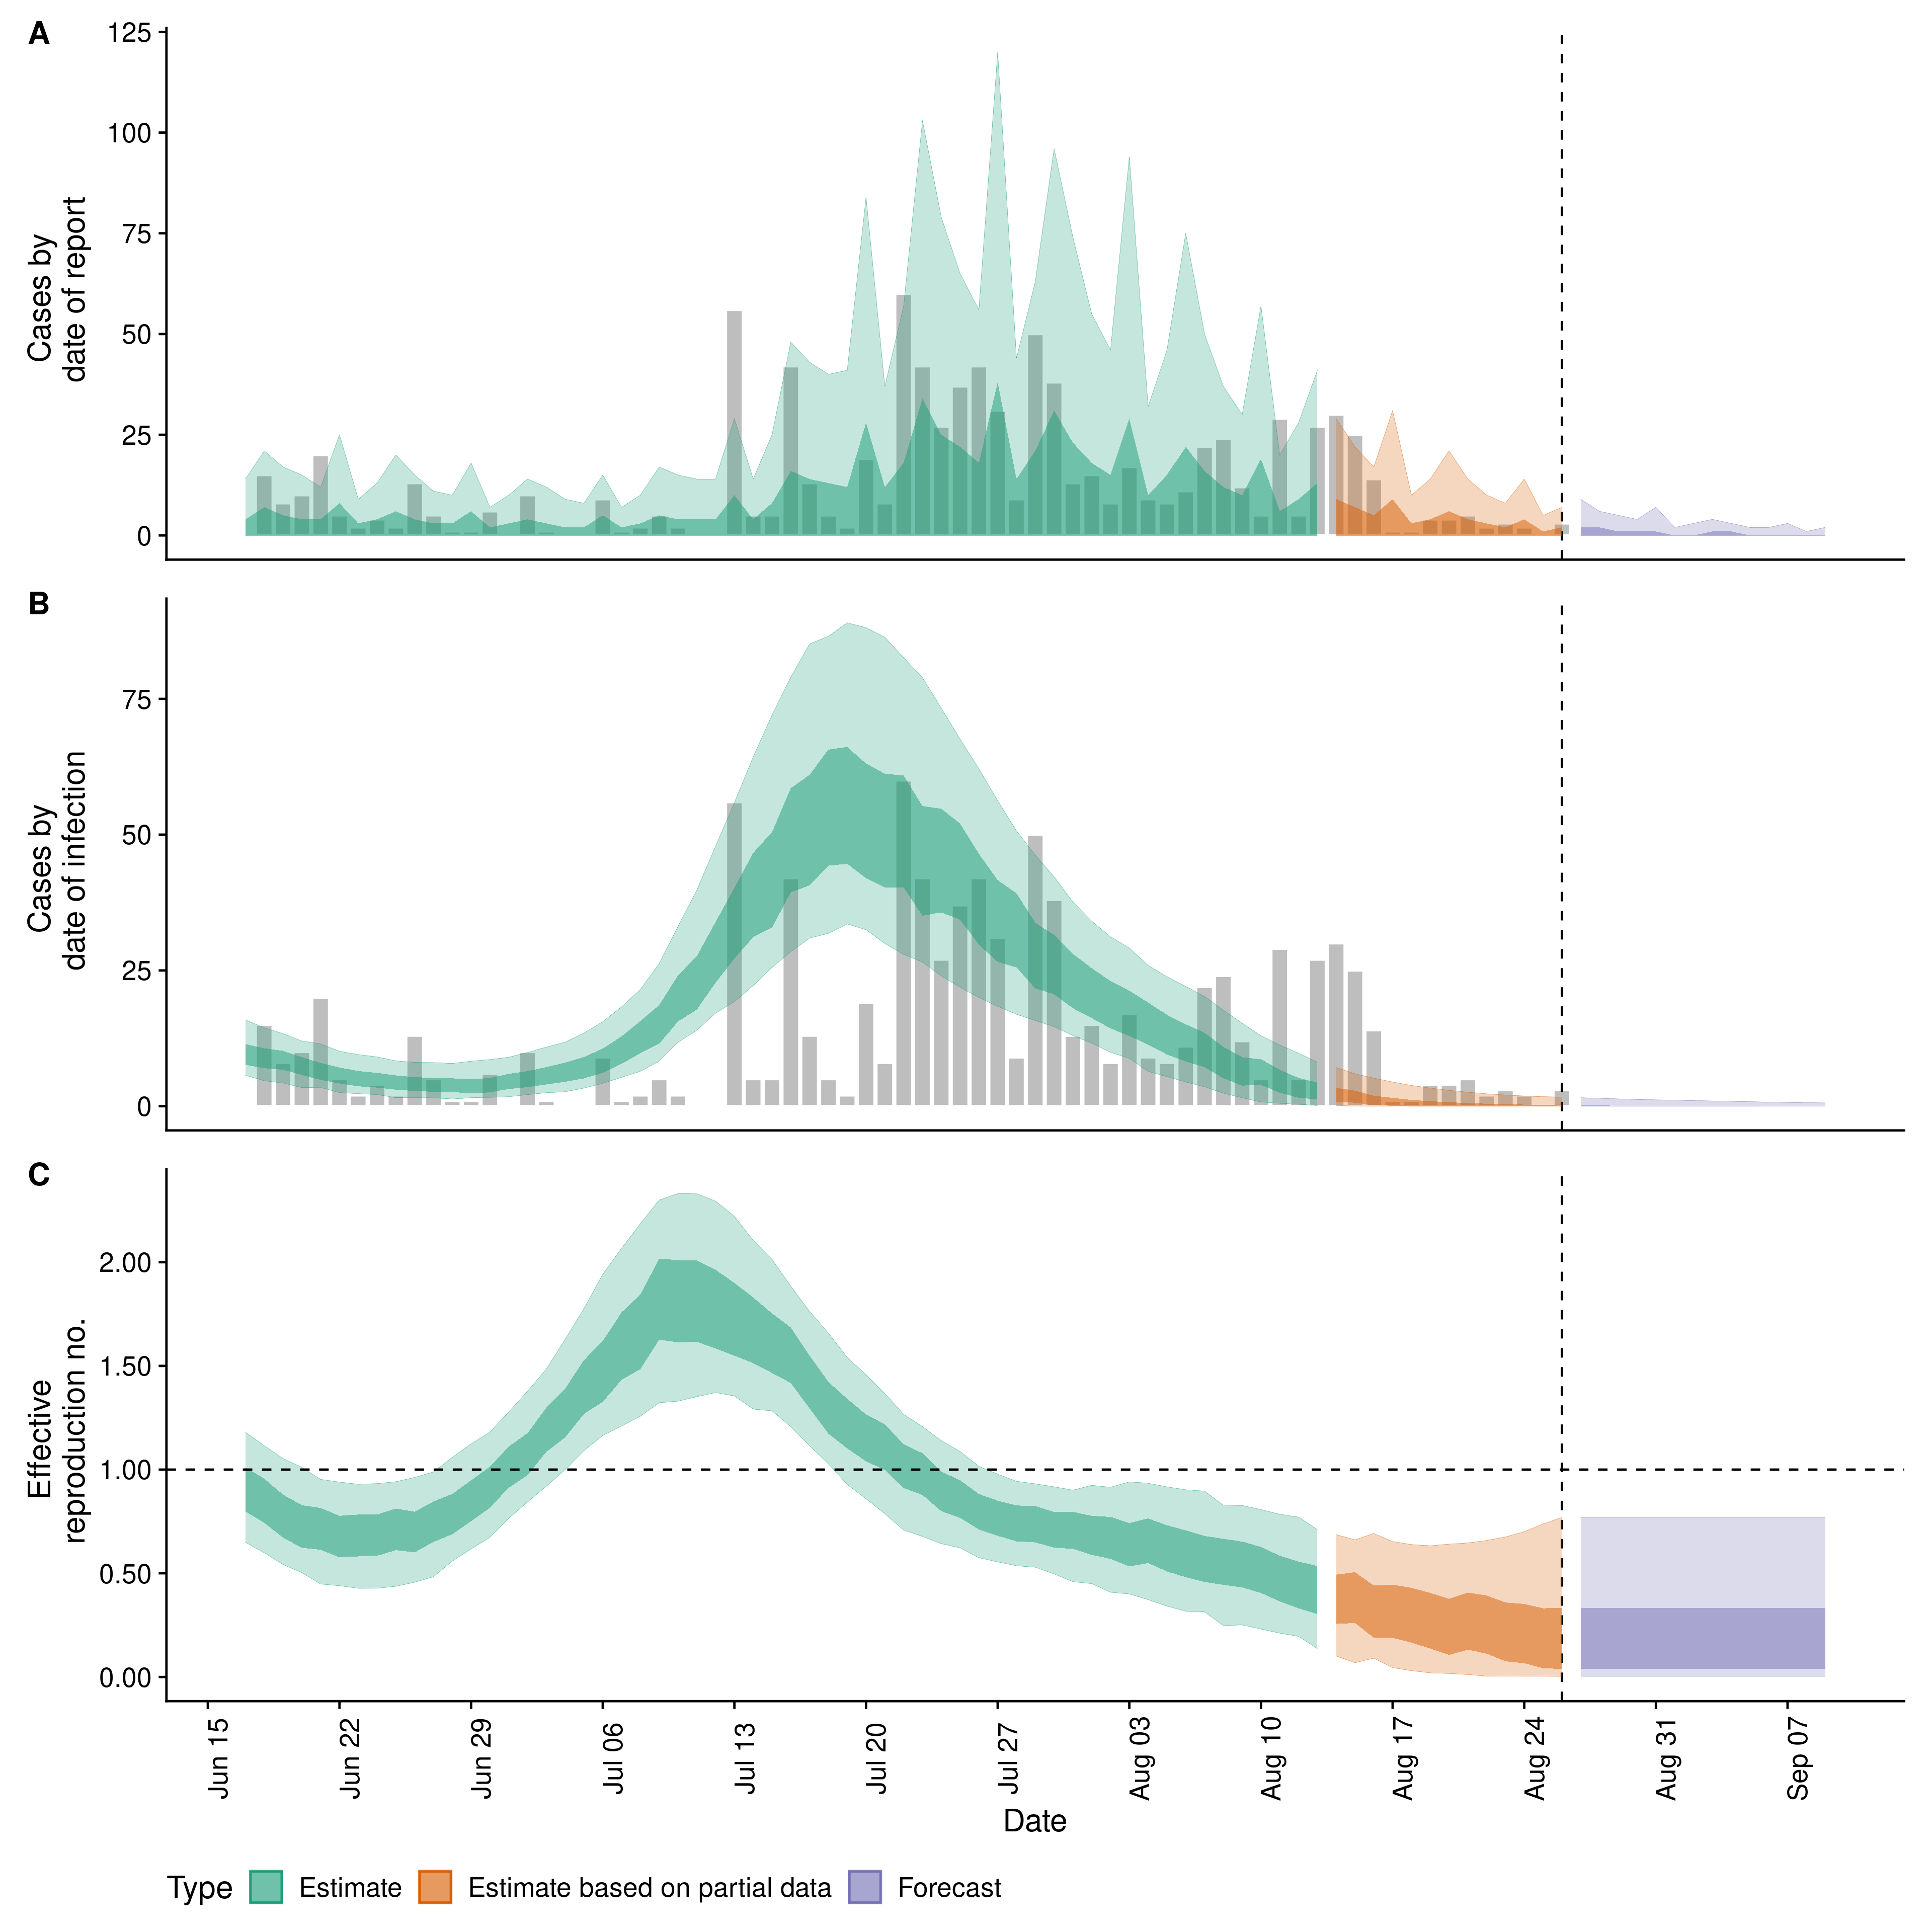 A
125
100
75
50
25
0
Cases by
date of report
B
75
50
25
0
Cases by
date of infection
C
2.00
1.50
1.00
0.50
0.00
Effective
reproduction no.
Jun 15
Jun 22
Jun 29
Jul 06
Jul 13
Jul 20
Jul 27
Aug 03
Aug 10
Aug 17
Aug 24
Aug 31
Sep 07
Date
Type Estimate Estimate based on partial data Forecast